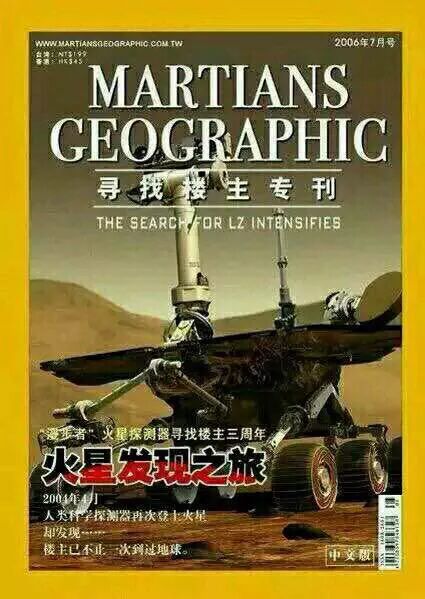 WWW.MARTIANSGEOGRAPHIC.COM.TW
2006年7月号
台湾：NT$199
香港：HK$45
MARTIANS
GEOGRAPHIC
寻找楼主专刊
THE SEARCH FOR LZ INTENSIFIES
“漫步者”火星探测器寻找楼主三周年
火星发现之旅
2004年4月
人类科学探测器再次登上火星
却发现……
楼主已不止一次到过地球。
中文版